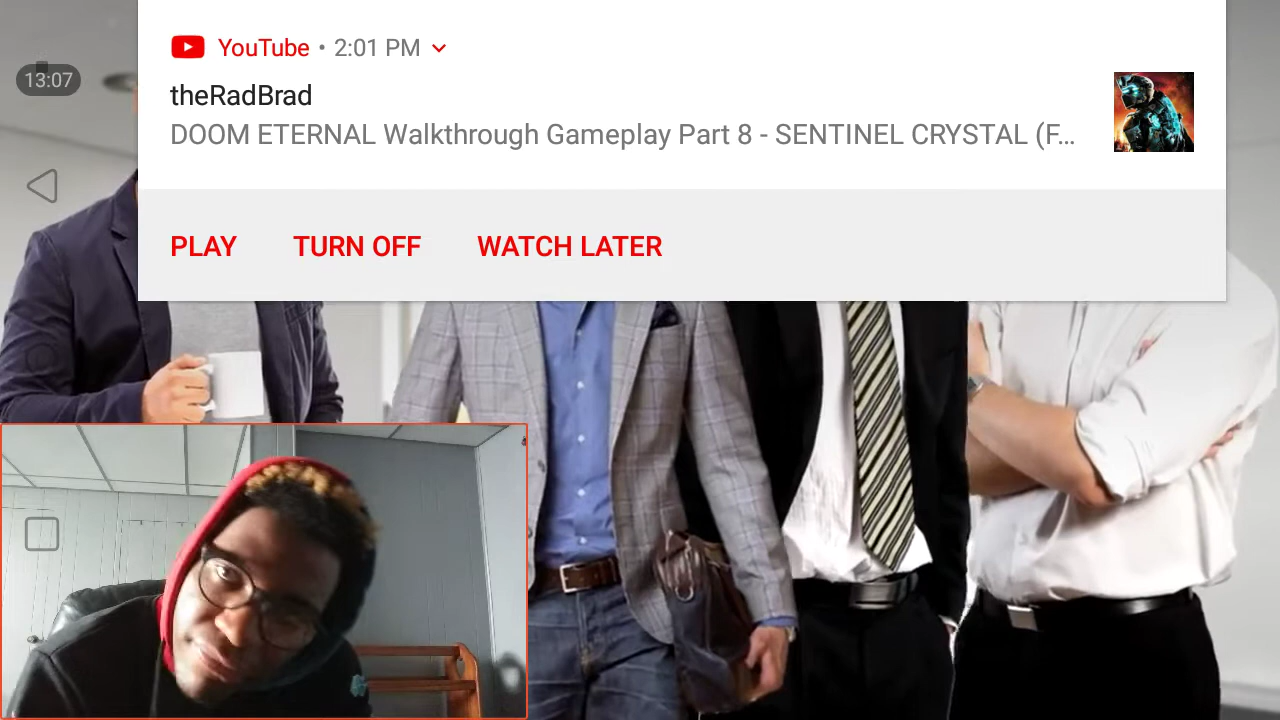 YouTube • 2:01 PM
13:07
theRadBrad
DOOM ETERNAL Walkthrough Gameplay Part 8 - SENTINEL CRYSTAL (F...
PLAY TURN OFF WATCH LATER